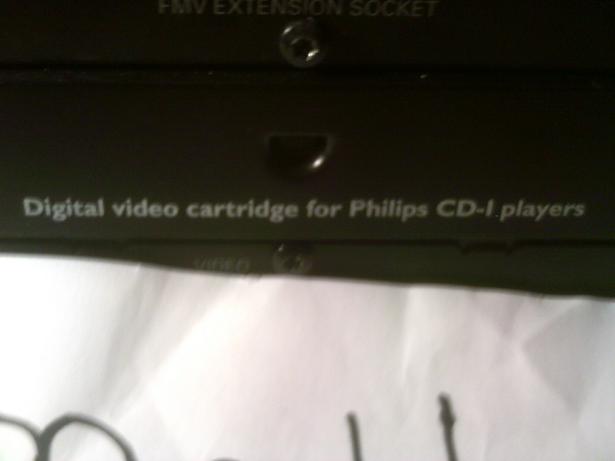 FMV EXTENSION SOCKET
Digital video cartridge for Philips CD-I players
VIDEO